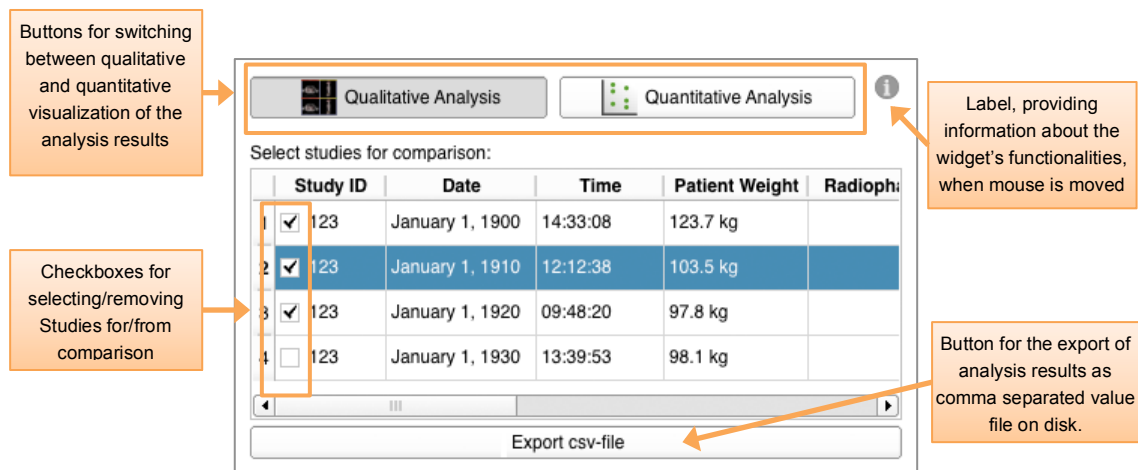 Buttons for switching
between qualitative
and quantitative
visualization of the
analysis results
Qualitative Analysis
Quantitative Analysis
i
Label, providing
information about the
widget's functionalities,
when mouse is moved
Select studies for comparison:
Study ID Date Time Patient Weight Radiopha
1 123 January 1, 1900 14:33:08 123.7 kg
2 123 January 1, 1910 12:12:38 103.5 kg
3 123 January 1, 1920 09:48:20 97.8 kg
4 123 January 1, 1930 13:39:53 98.1 kg
Checkboxes for
selecting/removing
Studies for/from
comparison
Button for the export of
analysis results as
comma separated value
file on disk.
Export csv-file